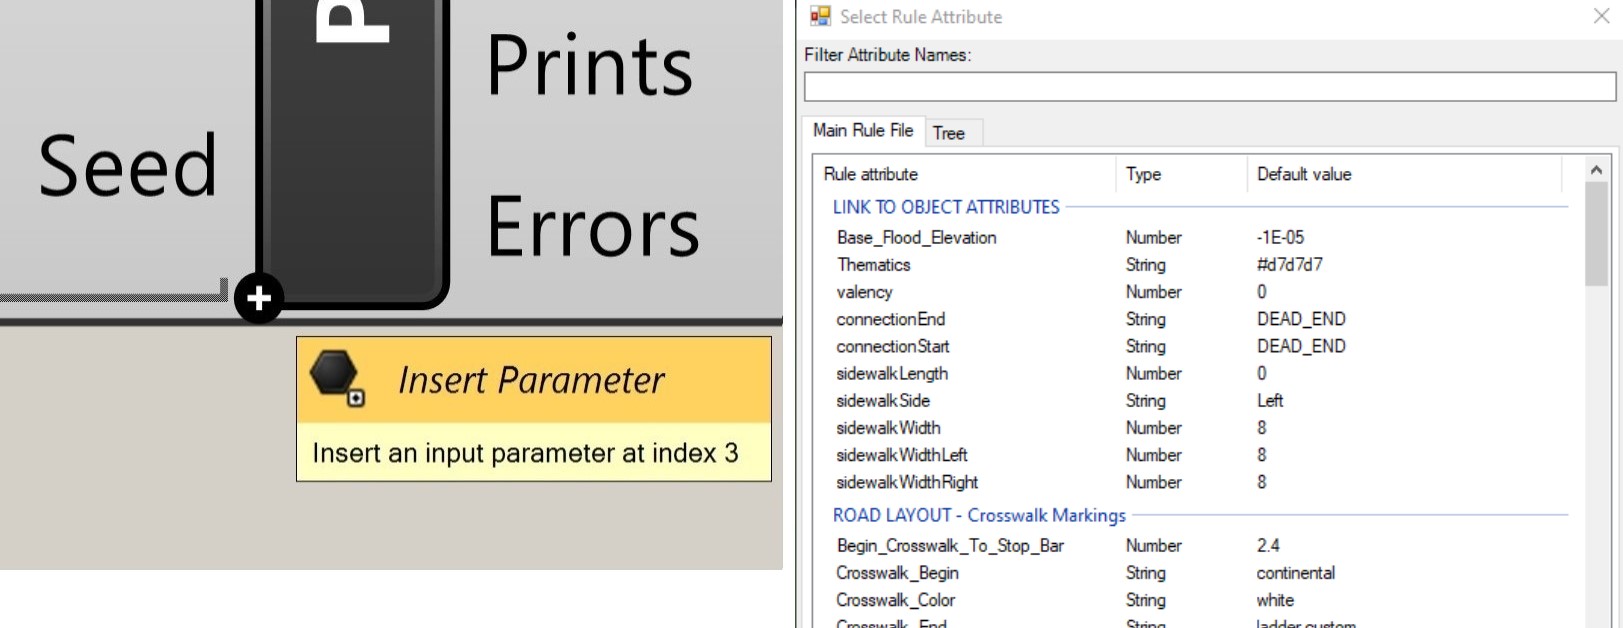 P
Prints
Seed
Errors
Insert Parameter
Insert an input parameter at index 3
Select Rule Attribute
Filter Attribute Names:
Main Rule File Tree
Rule attribute Type Default value
LINK TO OBJECT ATTRIBUTES
Base_Flood_Elevation Number -1E-05
Thematics String #d7d7d7
valency Number 0
connectionEnd String DEAD_END
connectionStart String DEAD_END
sidewalkLength Number 0
sidewalkSide String Left
sidewalkWidth Number 8
sidewalkWidthLeft Number 8
sidewalkWidthRight Number 8
ROAD LAYOUT - Crosswalk Markings
Begin_Crosswalk_To_Stop_Bar Number 2.4
Crosswalk_Begin String continental
Crosswalk_Color String white
Crosswalk_End String ladder custom